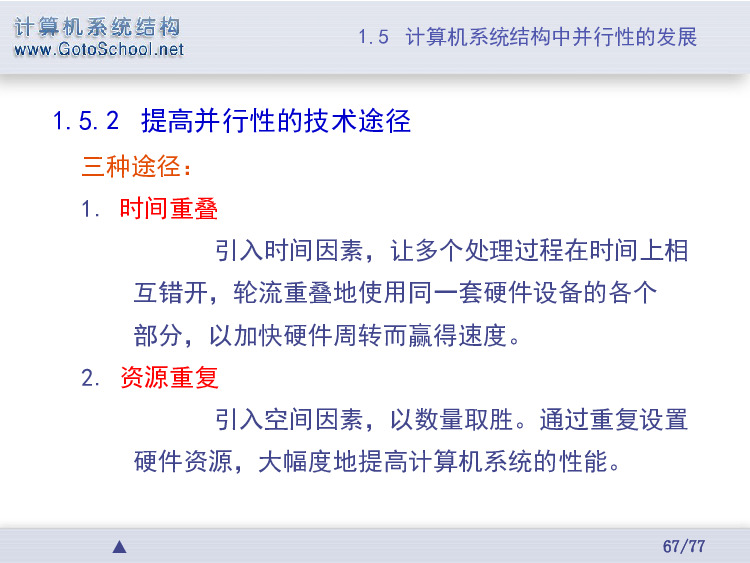 计算机系统结构
www.GotoSchool.net
1.5 计算机系统结构中并行性的发展
1.5.2 提高并行性的技术途径
三种途径：
1. 时间重叠
引入时间因素，让多个处理过程在时间上相
互错开，轮流重叠地使用同一套硬件设备的各个
部分，以加快硬件周转而赢得速度。
2. 资源重复
引入空间因素，以数量取胜。通过重复设置
硬件资源，大幅度地提高计算机系统的性能。
▲
67/77